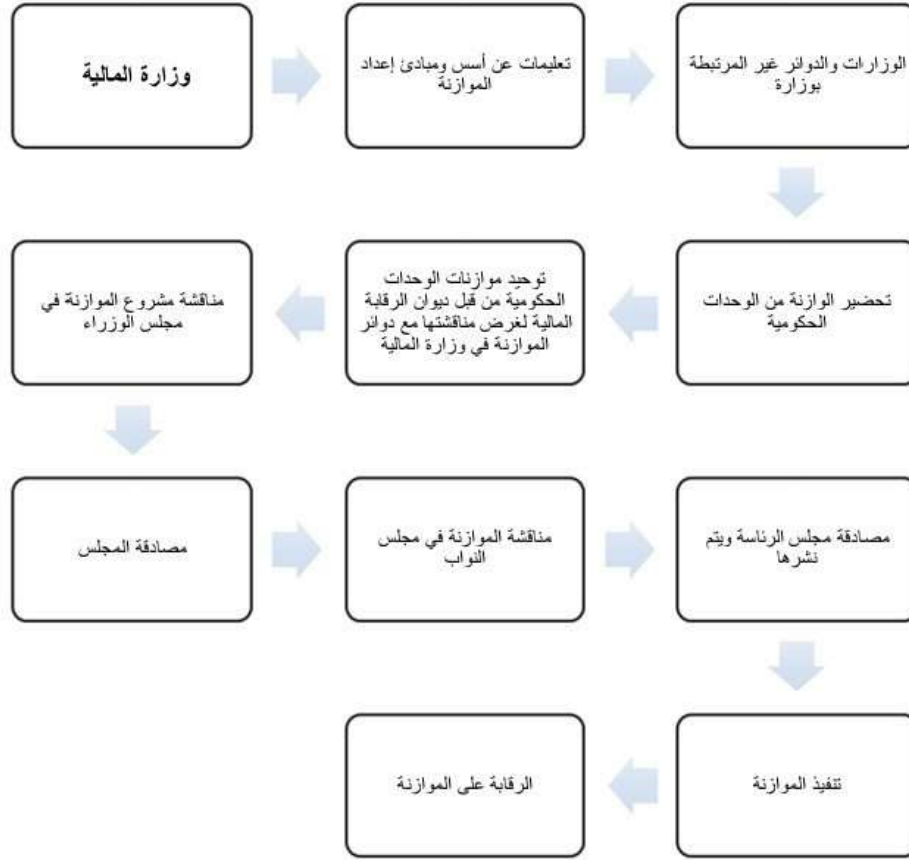 وزارة المالية
تعليمات عن أسس ومبادئ إعداد
الموازنة
الوزارات والدوائر غير المرتبطة
بوزارة
تحضير الوازنة من الوحدات
الحكومية
توحيد موازنات الوحدات
الحكومية من قبل ديوان الرقابة
المالية لغرض مناقشتها مع دوائر
الموازنة في وزارة المالية
مناقشة مشروع الموازنة في
مجلس الوزراء
مصادقة المجلس
مناقشة الموازنة في مجلس
النواب
مصادقة مجلس الرئاسة ويتم
نشرها
تنفيذ الموازنة
الرقابة على الموازنة